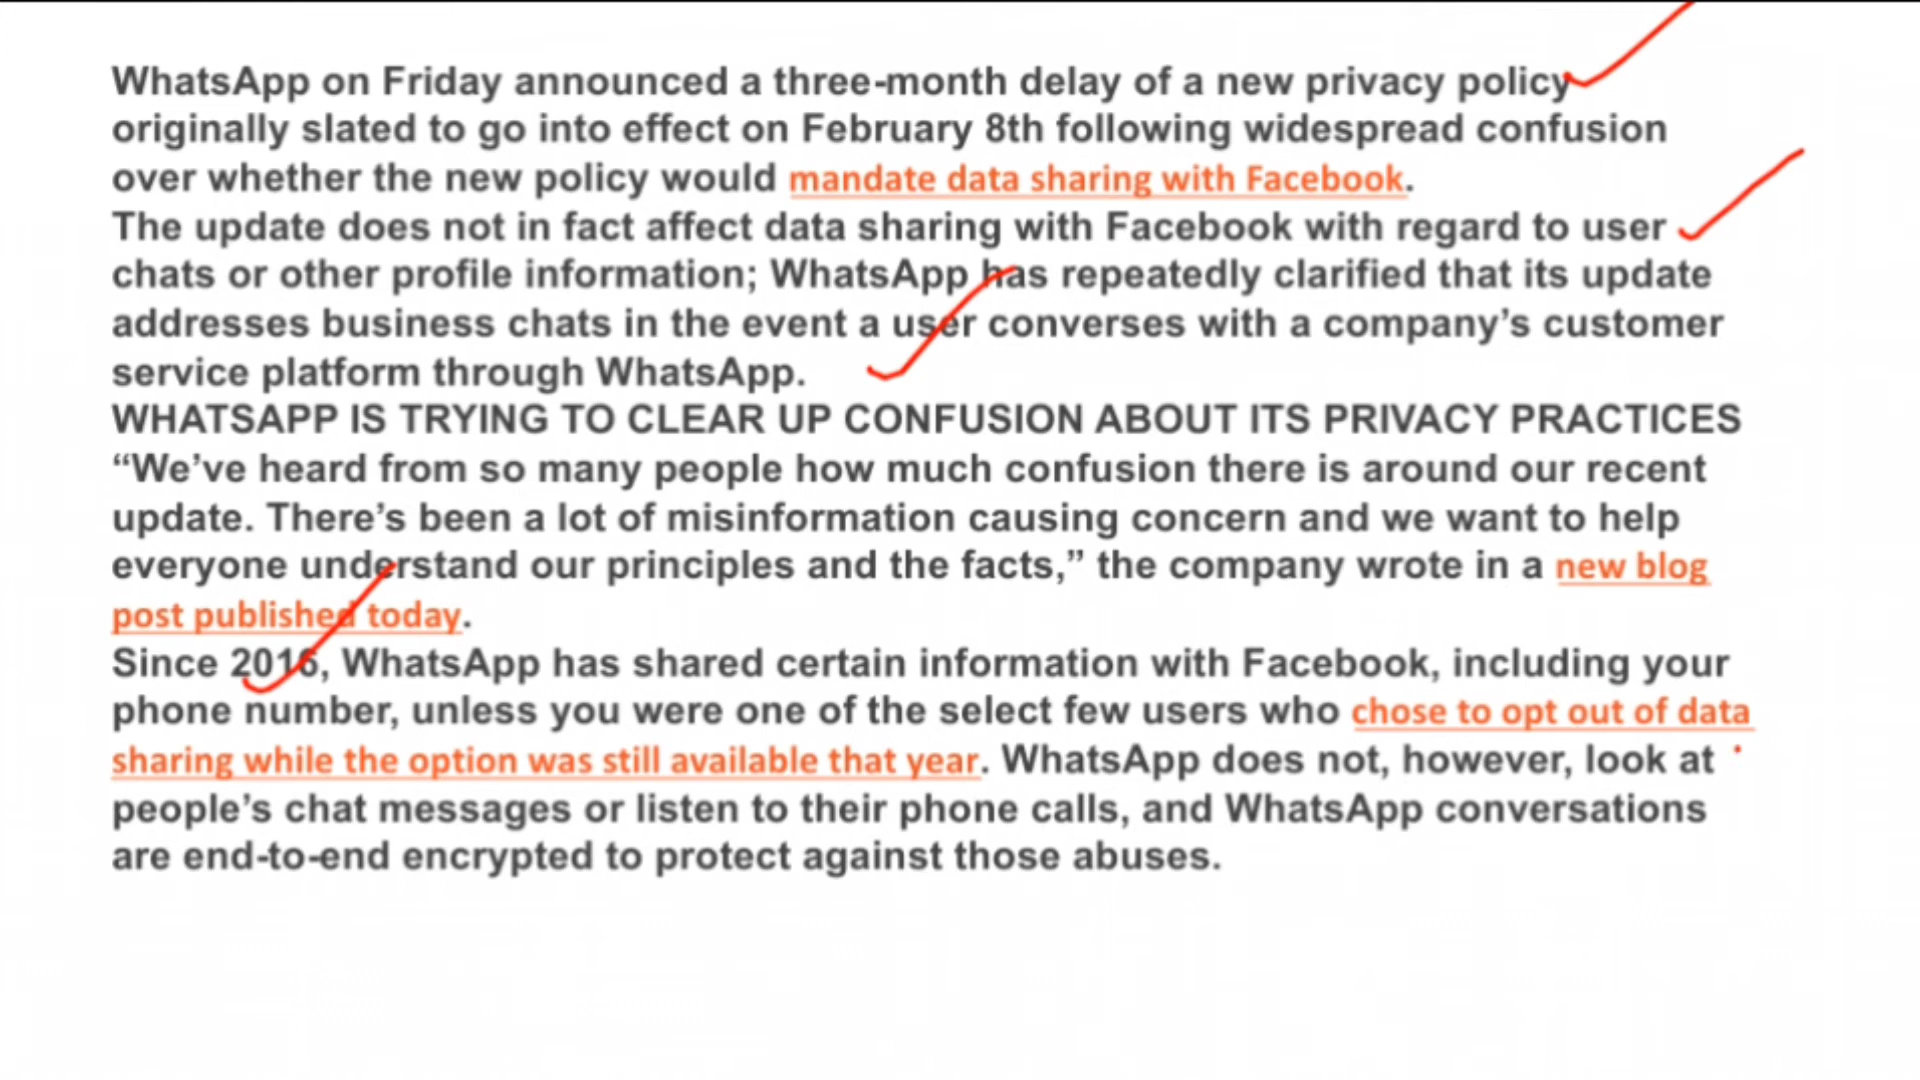 WhatsApp on Friday announced a three-month delay of a new privacy policy
originally slated to go into effect on February 8th following widespread confusion
over whether the new policy would mandate data sharing with Facebook.
The update does not in fact affect data sharing with Facebook with regard to user
chats or other profile information; WhatsApp has repeatedly clarified that its update
addresses business chats in the event a user converses with a company’s customer
service platform through WhatsApp.
WHATSAPP IS TRYING TO CLEAR UP CONFUSION ABOUT ITS PRIVACY PRACTICES
“We’ve heard from so many people how much confusion there is around our recent
update. There’s been a lot of misinformation causing concern and we want to help
everyone understand our principles and the facts,” the company wrote in a new blog
post published today.
Since 2016, WhatsApp has shared certain information with Facebook, including your
phone number, unless you were one of the select few users who chose to opt out of data
sharing while the option was still available that year. WhatsApp does not, however, look at
people’s chat messages or listen to their phone calls, and WhatsApp conversations
are end-to-end encrypted to protect against those abuses.